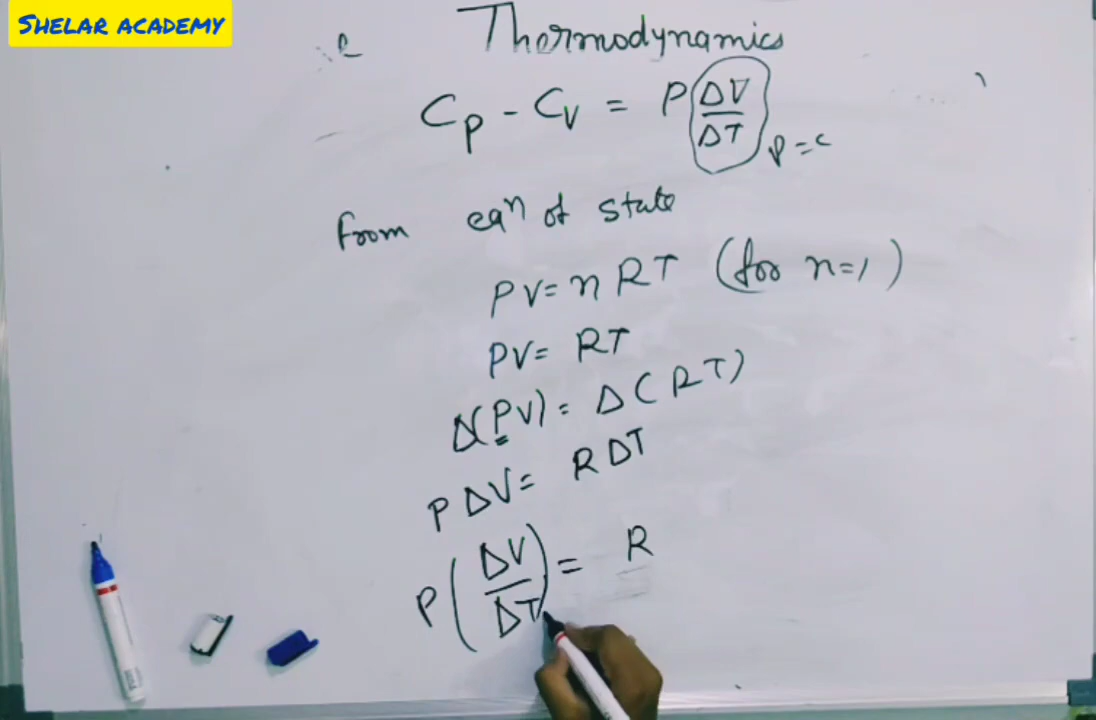 SHELAR ACADEMY
Thermodynamics
Cp - Cv = P ΔV/ΔT P=c
from eqⁿ of state
PV = nRT (for n=1)
PV = RT
Δ(PV) = Δ(RT)
PΔV = RΔT
P(ΔV/ΔT) = R